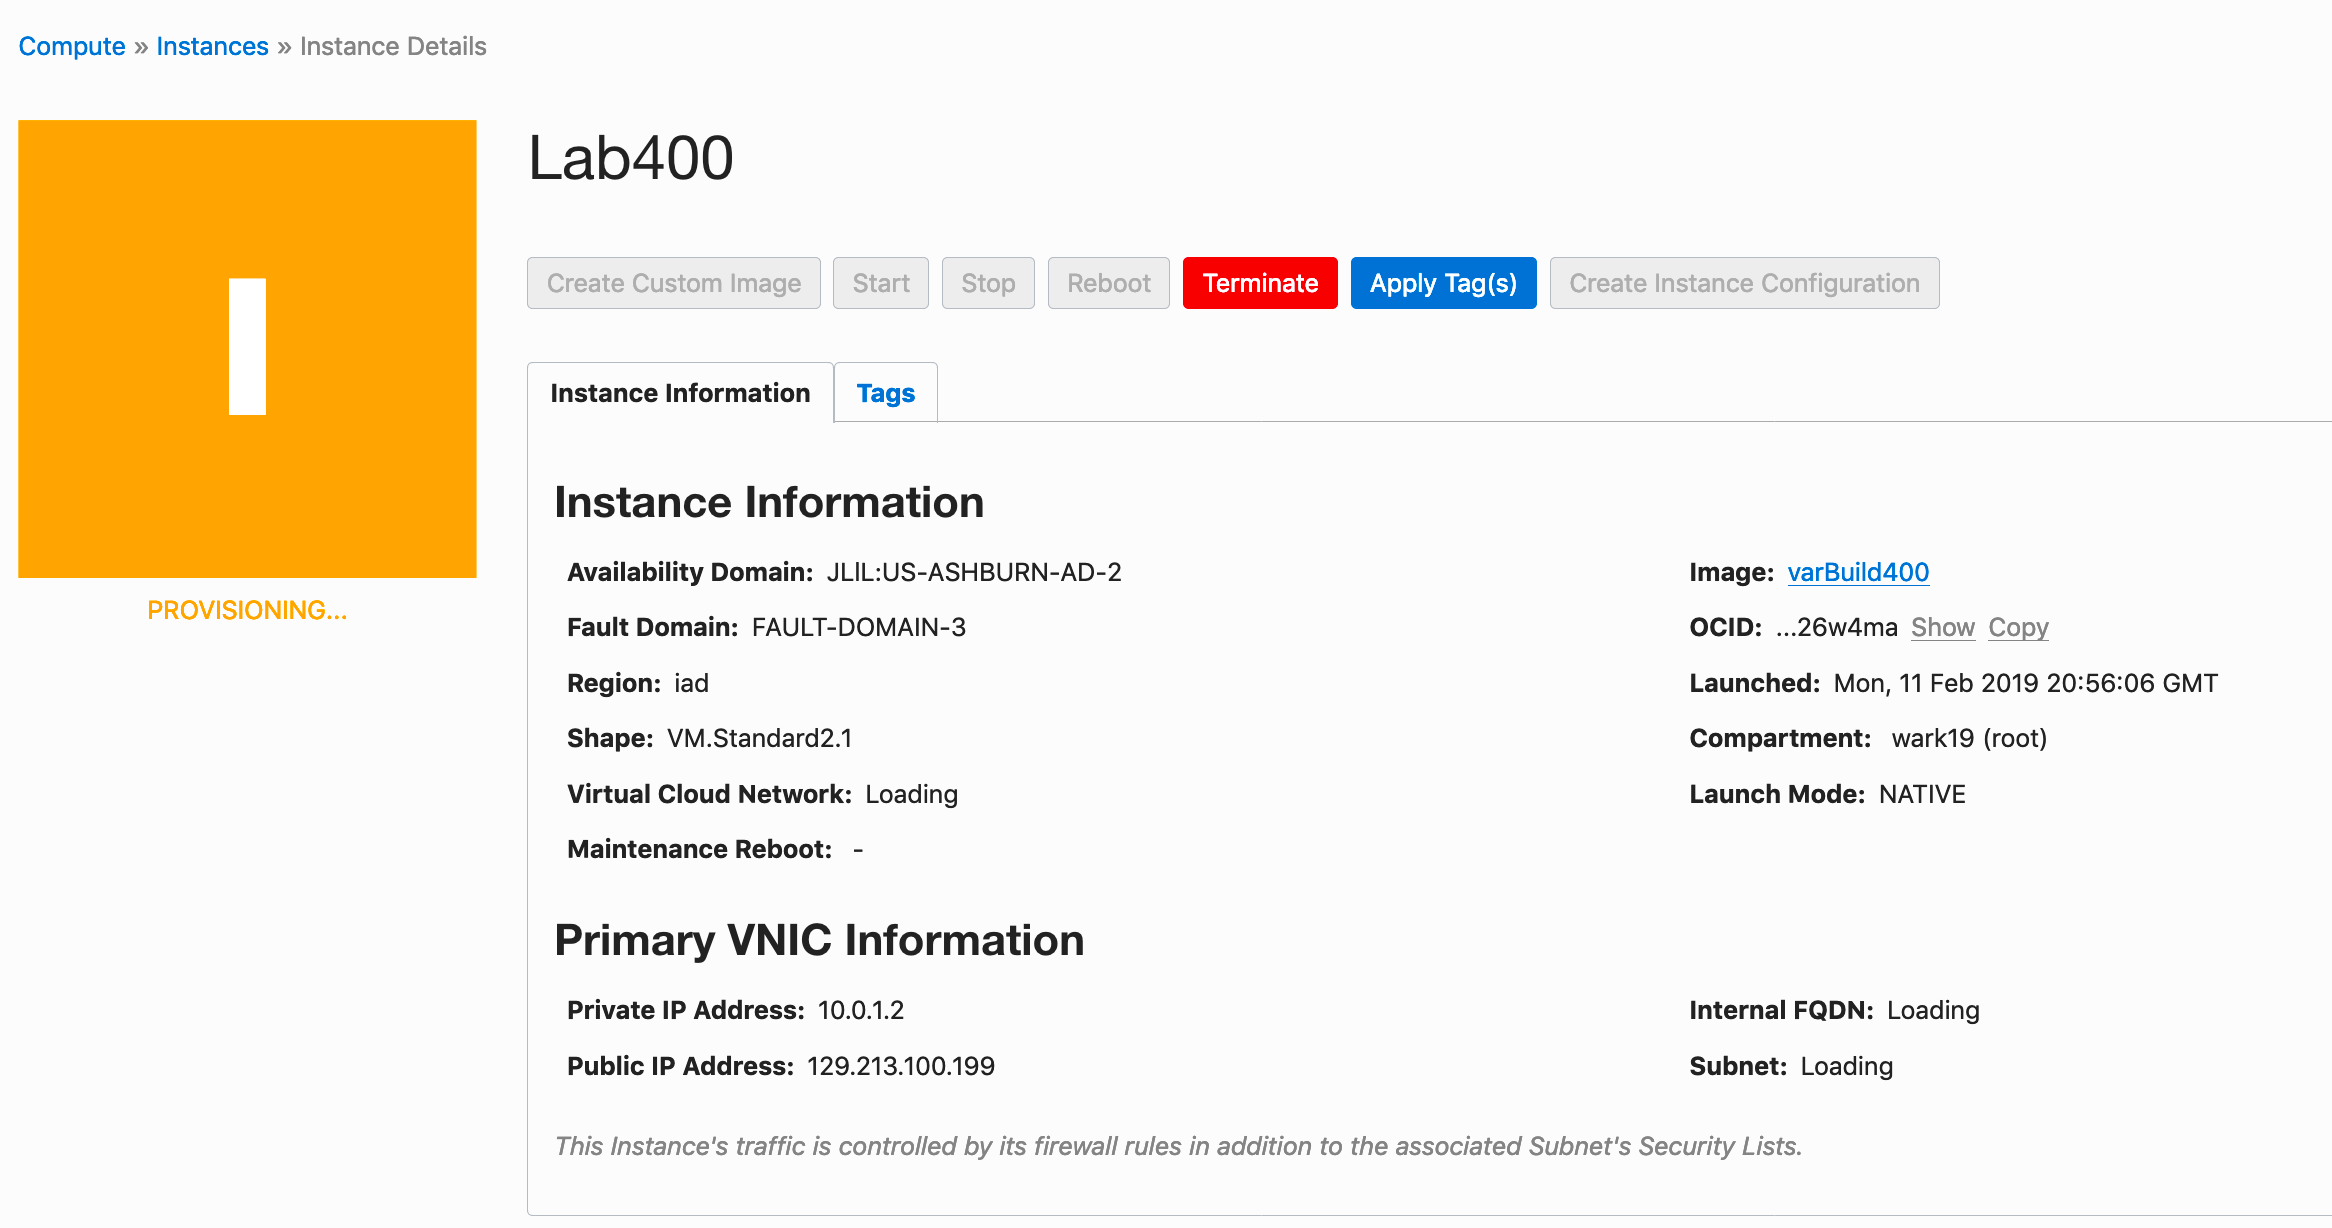 Compute » Instances » Instance Details
I
PROVISIONING...
Lab400
Create Custom Image Start Stop Reboot Terminate Apply Tag(s) Create Instance Configuration
Instance Information Tags
Instance Information
Availability Domain: JLlL:US-ASHBURN-AD-2
Fault Domain: FAULT-DOMAIN-3
Region: iad
Shape: VM.Standard2.1
Virtual Cloud Network: Loading
Maintenance Reboot: -
Image: varBuild400
OCID: ...26w4ma Show Copy
Launched: Mon, 11 Feb 2019 20:56:06 GMT
Compartment: wark19 (root)
Launch Mode: NATIVE
Primary VNIC Information
Private IP Address: 10.0.1.2
Public IP Address: 129.213.100.199
Internal FQDN: Loading
Subnet: Loading
This Instance's traffic is controlled by its firewall rules in addition to the associated Subnet's Security Lists.